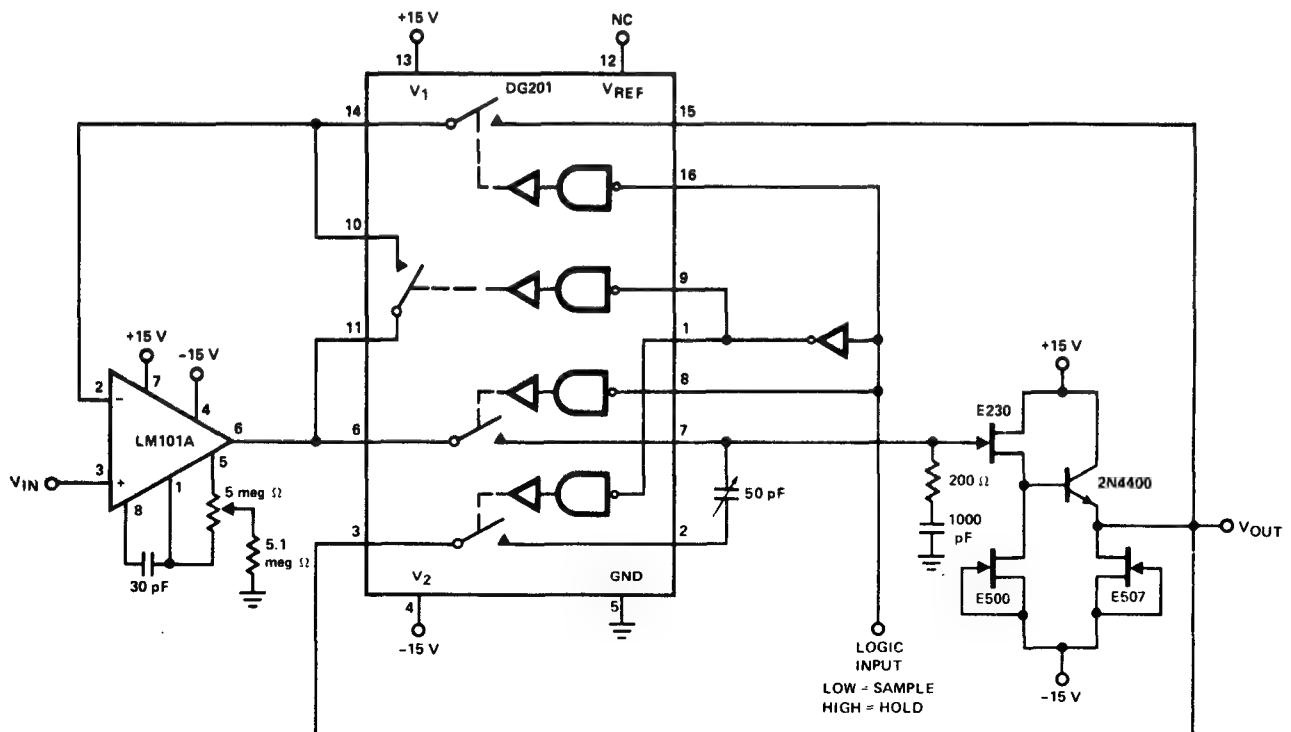 +15 V
NC
13
12
V1
DG201
VREF
14
15
16
10
9
11
1
+15 V
-15 V
7
4
2
-
LM101A
6
6
8
7
+15 V
E230
VIN
3
+
5
1
8
5 meg Ω
5.1
meg Ω
30 pF
50 pF
200 Ω
1000
pF
2N4400
VOUT
3
2
V2
GND
4
5
-15 V
E500
E507
-15 V
LOGIC
INPUT
LOW = SAMPLE
HIGH = HOLD